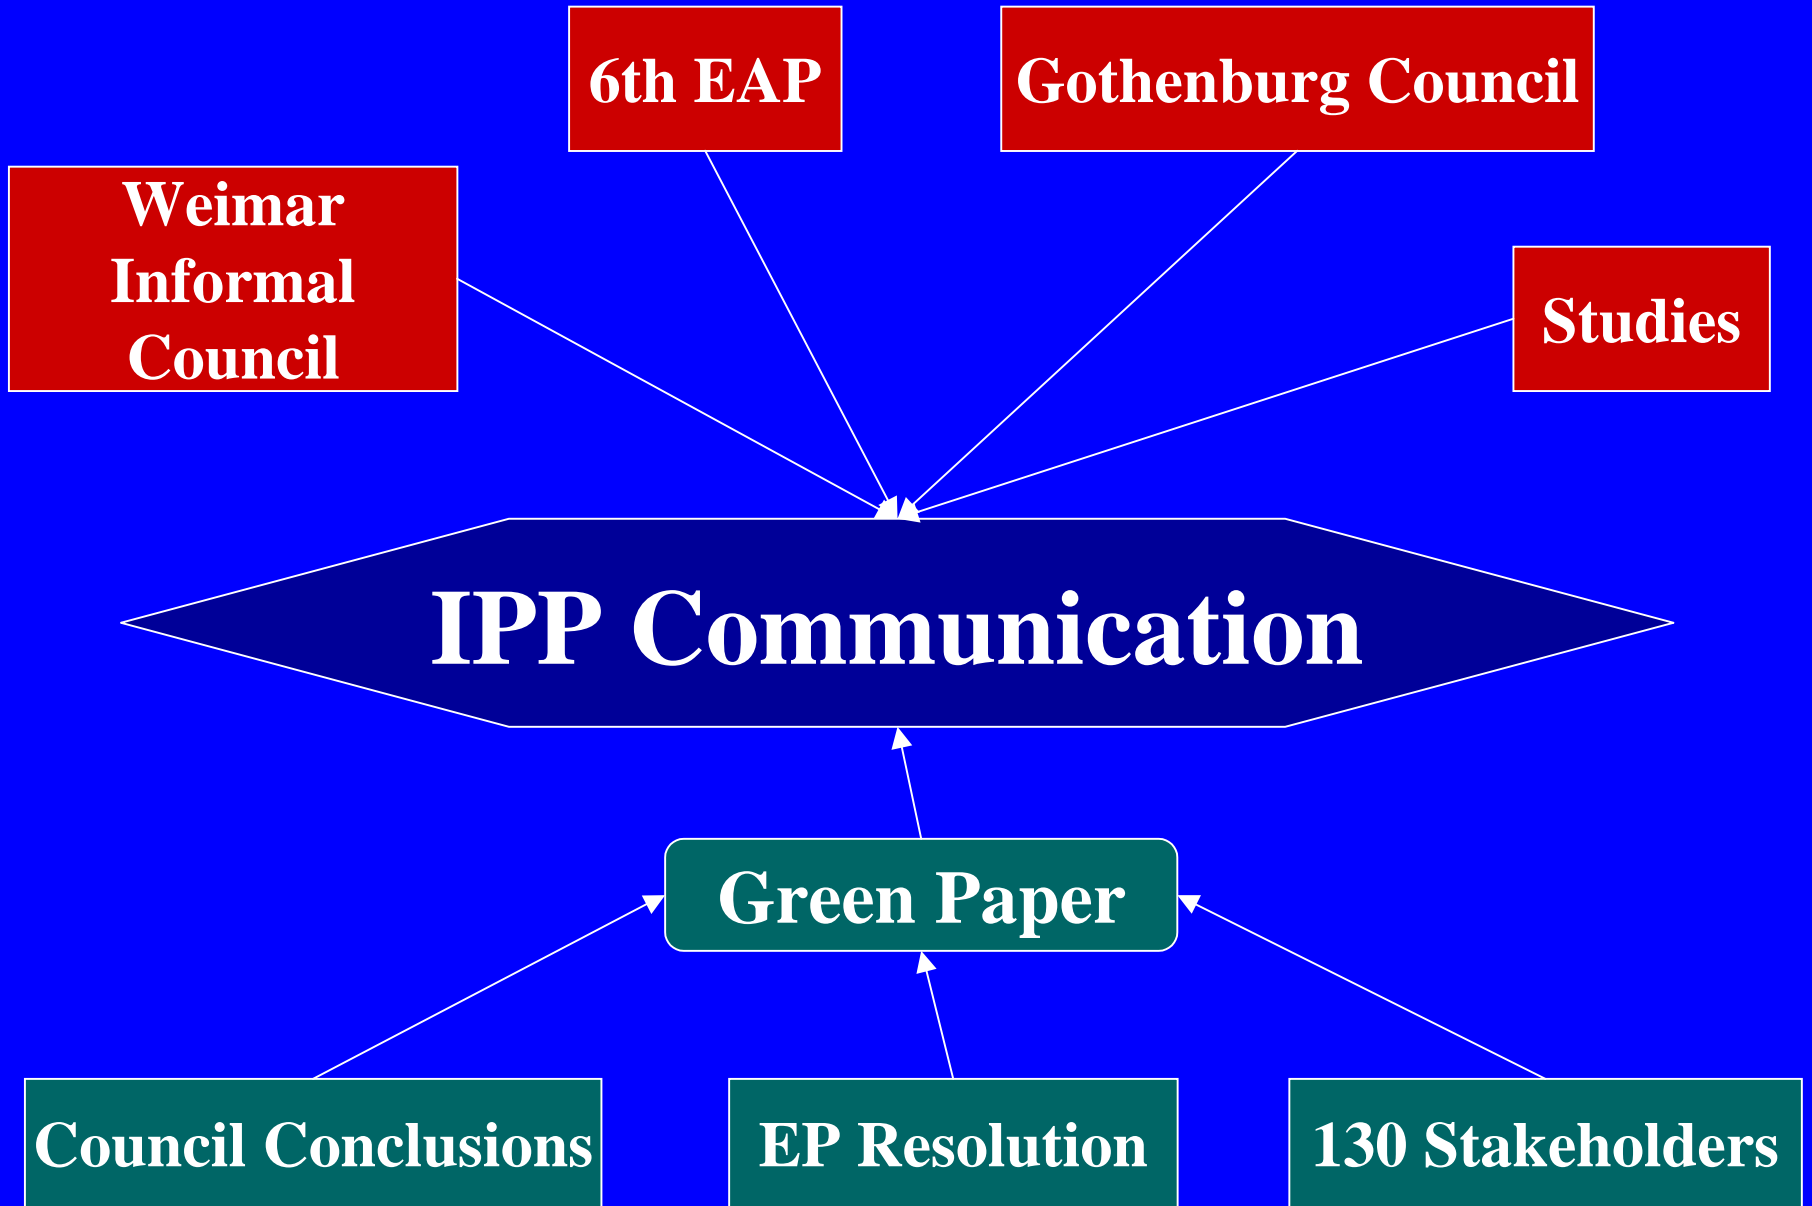 6th EAP
Gothenburg Council
Weimar
Informal
Council
Studies
IPP Communication
Green Paper
Council Conclusions
EP Resolution
130 Stakeholders